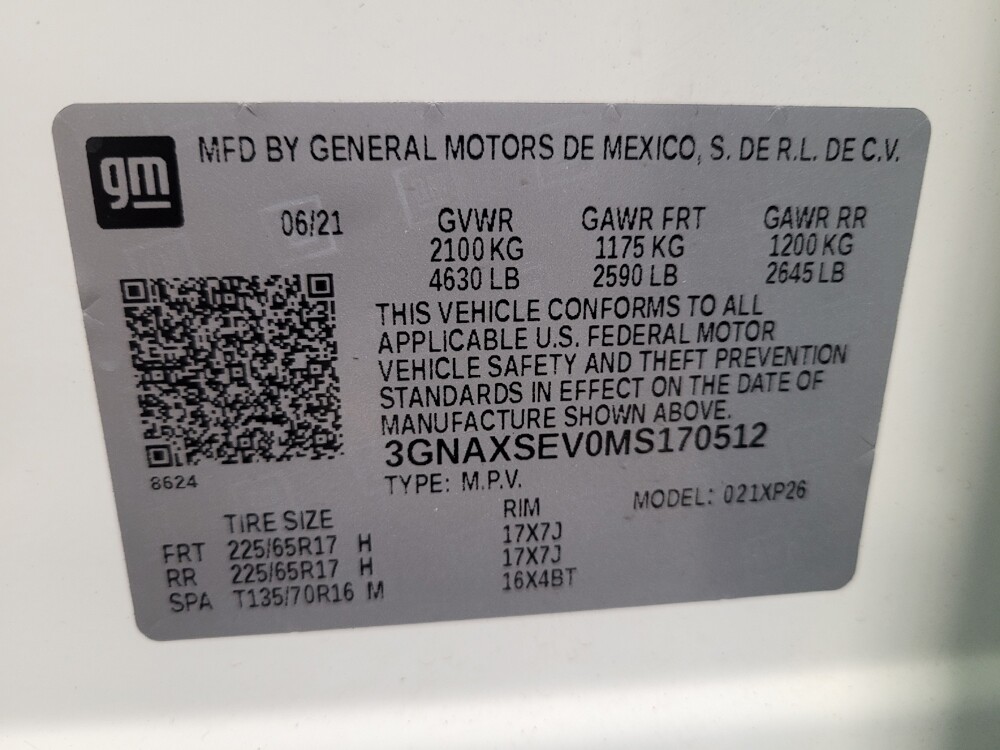 gm
MFD BY GENERAL MOTORS DE MEXICO, S. DE R.L. DE C.V.
06/21 GVWR GAWR FRT GAWR RR
2100 KG 1175 KG 1200 KG
4630 LB 2590 LB 2645 LB
THIS VEHICLE CONFORMS TO ALL
APPLICABLE U.S. FEDERAL MOTOR
VEHICLE SAFETY AND THEFT PREVENTION
STANDARDS IN EFFECT ON THE DATE OF
MANUFACTURE SHOWN ABOVE.
3GNAXSEV0MS170512
8624
TYPE: M.P.V. MODEL: 021XP26
TIRE SIZE RIM
FRT 225/65R17 H 17X7J
RR 225/65R17 H 17X7J
SPA T135/70R16 M 16X4BT